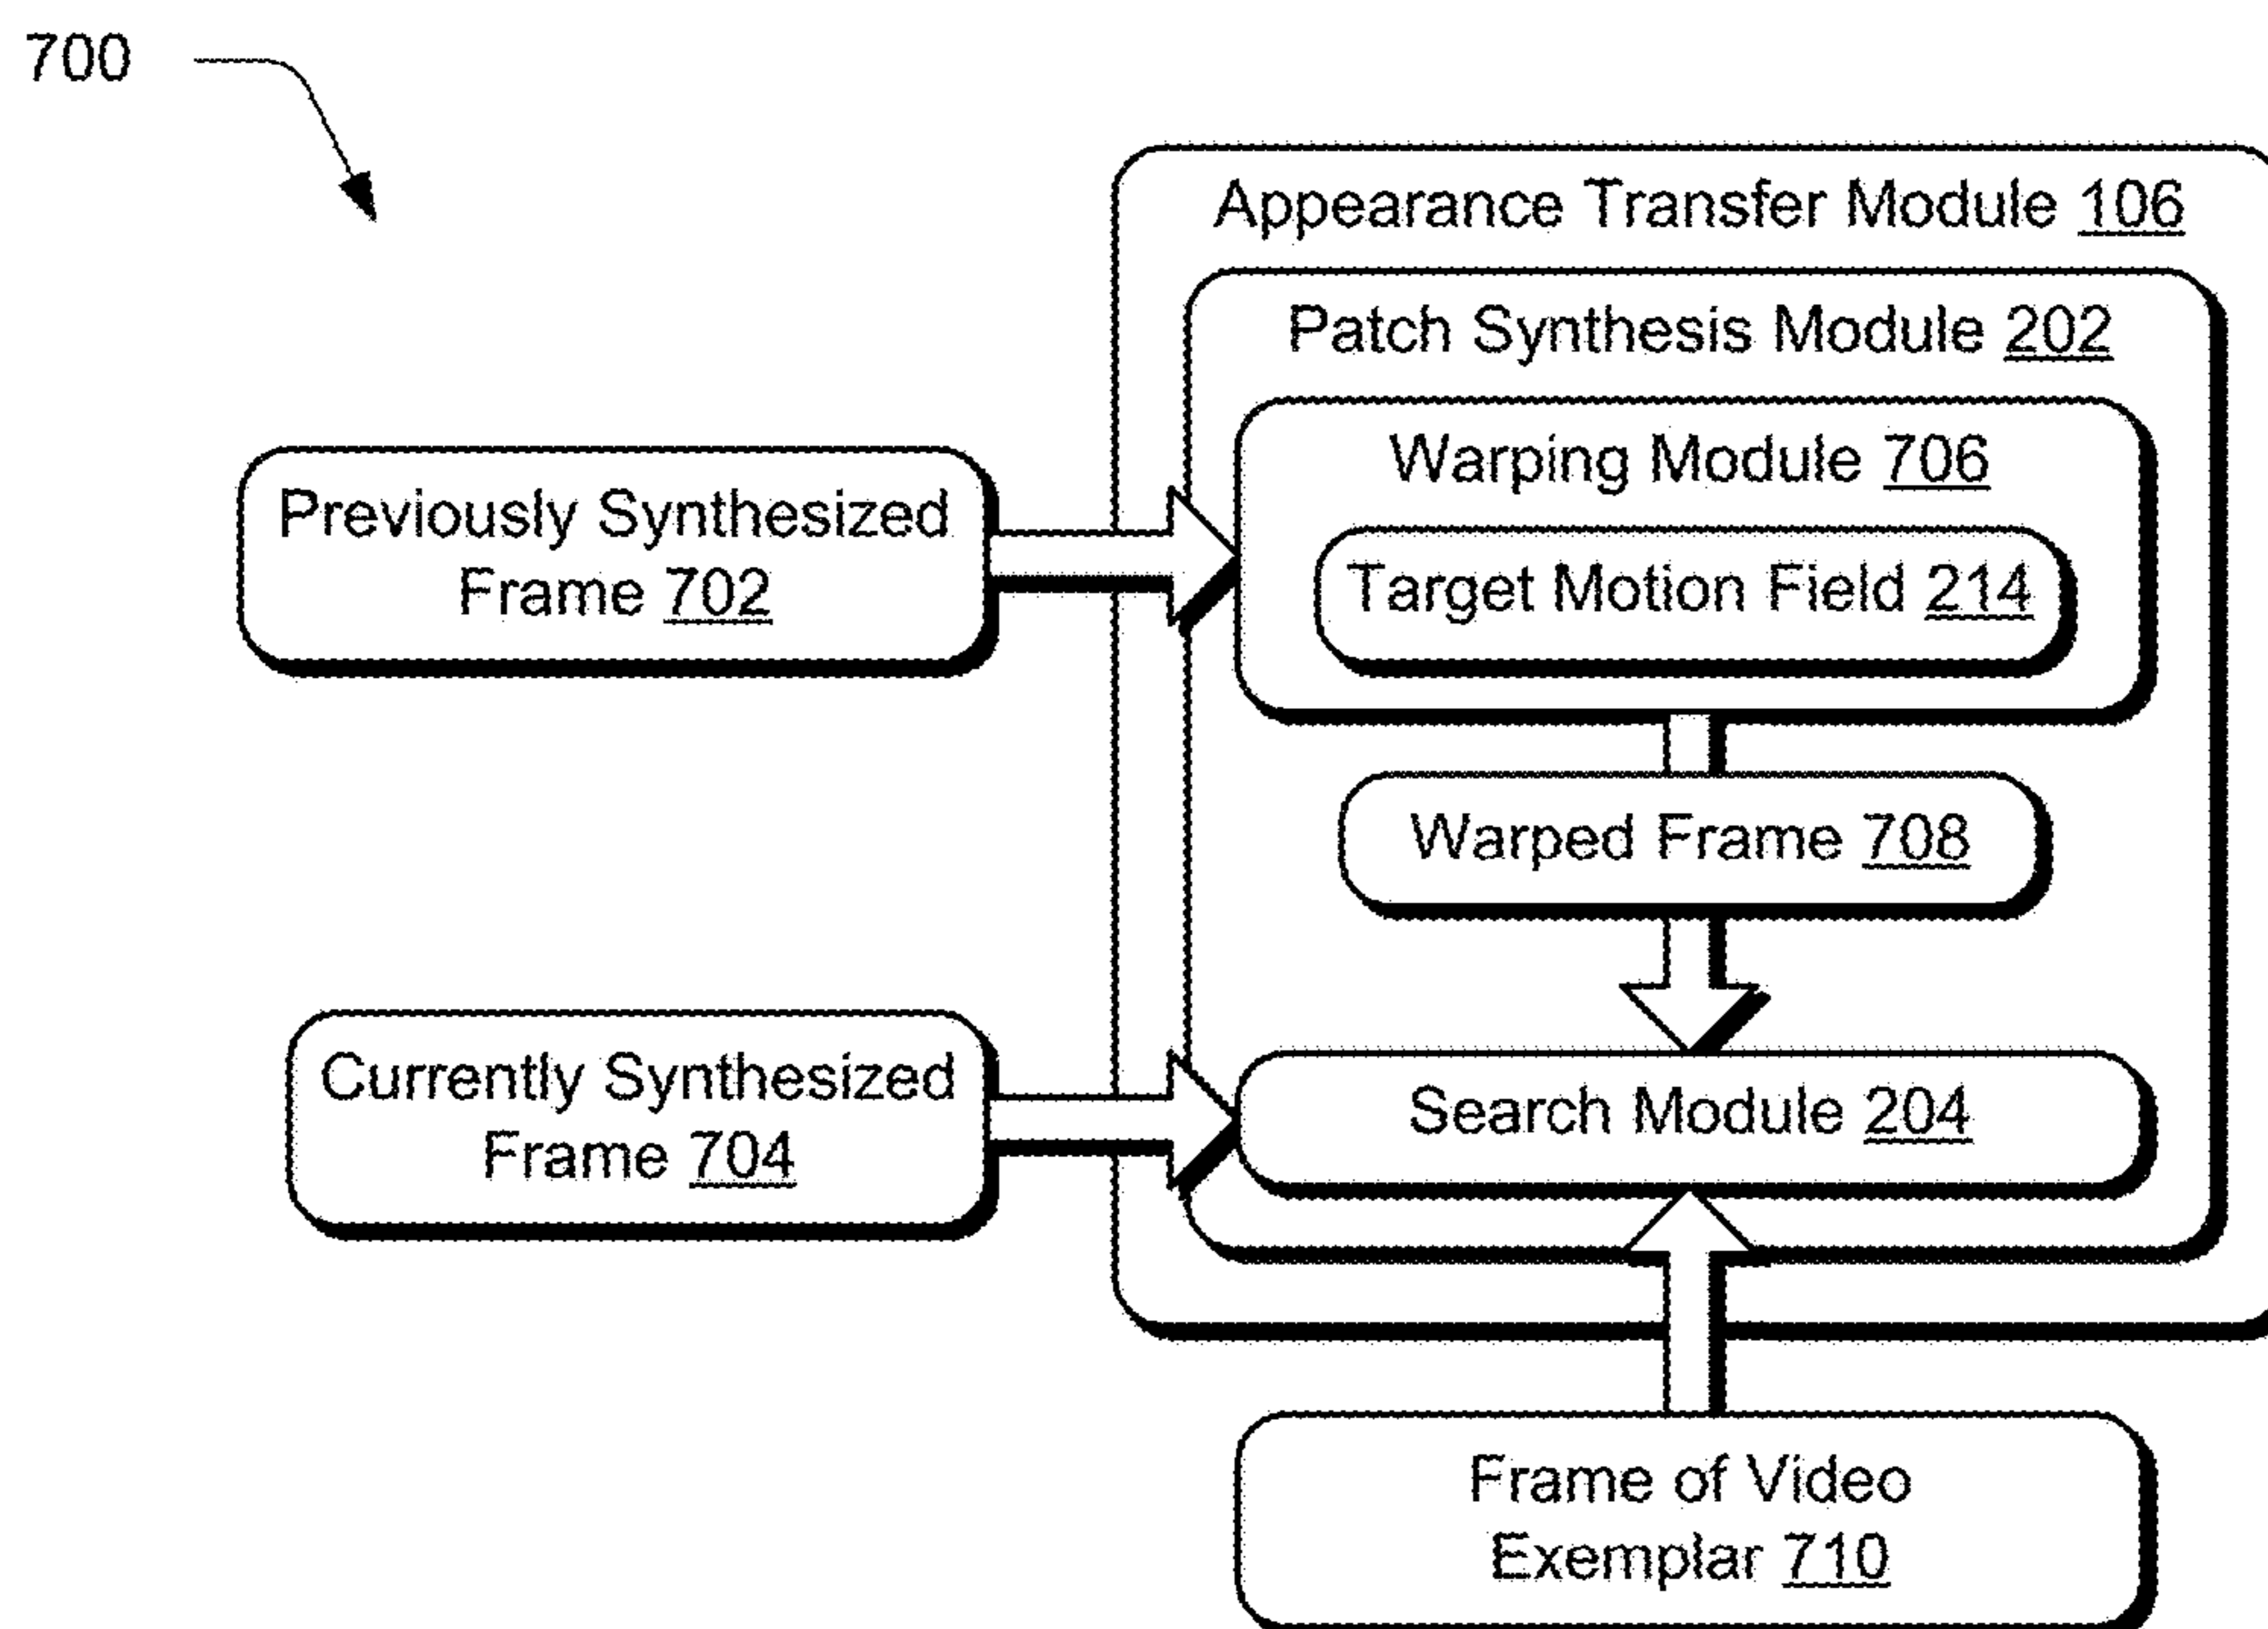 700
Appearance Transfer Module 106
Patch Synthesis Module 202
Warping Module 706
Target Motion Field 214
Previously Synthesized
Frame 702
Warped Frame 708
Currently Synthesized
Frame 704
Search Module 204
Frame of Video
Exemplar 710